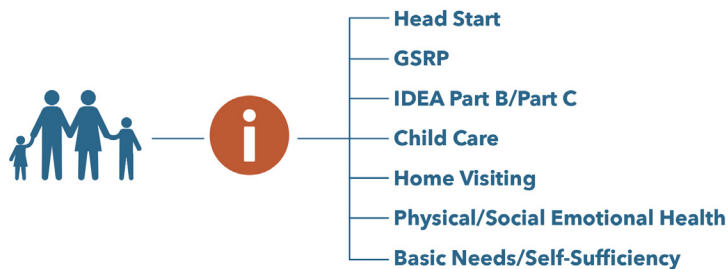 Head Start
GSRP
IDEA Part B/Part C
i
Child Care
Home Visiting
Physical/Social Emotional Health
Basic Needs/Self-Sufficiency